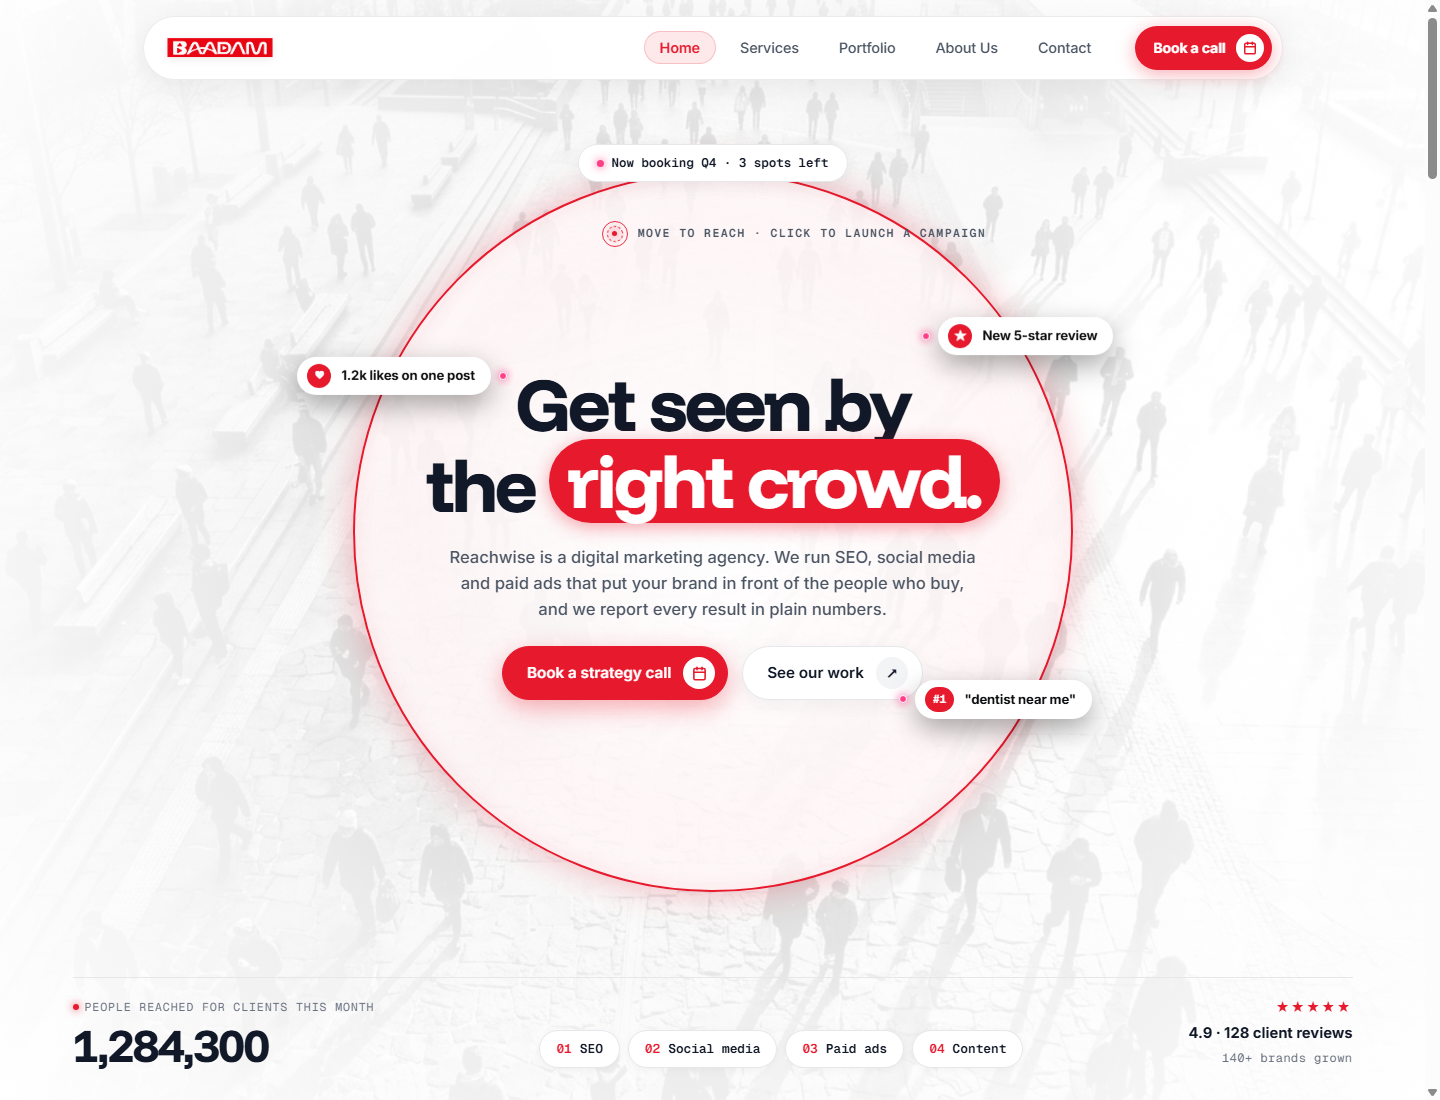 BAADAM
Home
Services
Portfolio
About Us
Contact
Book a call
Now booking Q4 · 3 spots left
MOVE TO REACH · CLICK TO LAUNCH A CAMPAIGN
New 5-star review
1.2k likes on one post
Get seen by
the right crowd.
Reachwise is a digital marketing agency. We run SEO, social media
and paid ads that put your brand in front of the people who buy,
and we report every result in plain numbers.
Book a strategy call
See our work ↗
#1 "dentist near me"
PEOPLE REACHED FOR CLIENTS THIS MONTH
1,284,300
01 SEO
02 Social media
03 Paid ads
04 Content
★★★★★
4.9 · 128 client reviews
140+ brands grown